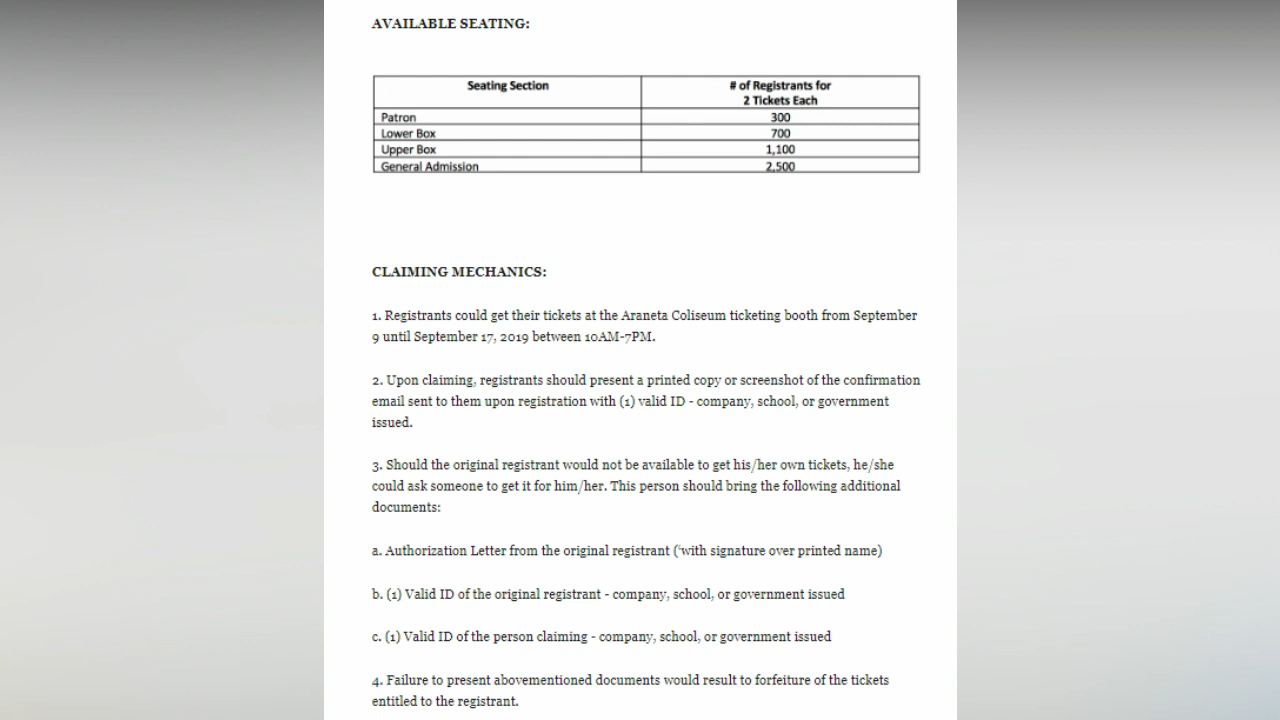 AVAILABLE SEATING:
Seating Section # of Registrants for
2 Tickets Each
Patron 300
Lower Box 700
Upper Box 1,100
General Admission 2,500
CLAIMING MECHANICS:
1. Registrants could get their tickets at the Araneta Coliseum ticketing booth from September
9 until September 17, 2019 between 10AM-7PM.
2. Upon claiming, registrants should present a printed copy or screenshot of the confirmation
email sent to them upon registration with (1) valid ID - company, school, or government
issued.
3. Should the original registrant would not be available to get his/her own tickets, he/she
could ask someone to get it for him/her. This person should bring the following additional
documents:
a. Authorization Letter from the original registrant (‘with signature over printed name)
b. (1) Valid ID of the original registrant - company, school, or government issued
c. (1) Valid ID of the person claiming - company, school, or government issued
4. Failure to present abovementioned documents would result to forfeiture of the tickets
entitled to the registrant.